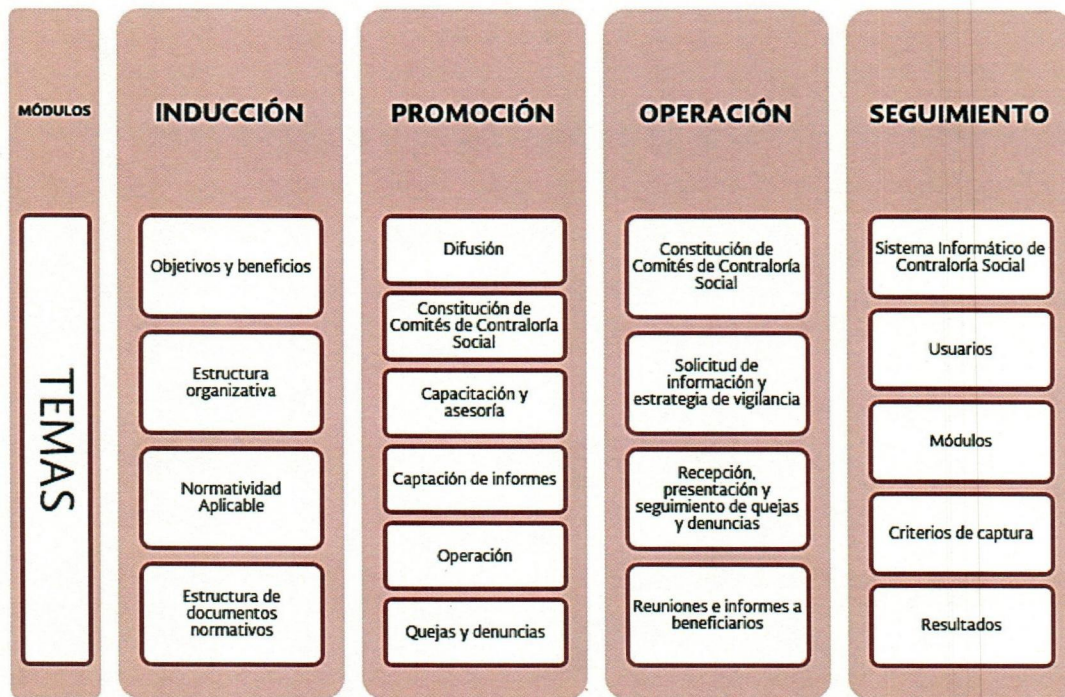 MÓDULOS
TEMAS
INDUCCIÓN
Objetivos y beneficios
Estructura
organizativa
Normatividad
Aplicable
Estructura de
documentos
normativos
PROMOCIÓN
Difusión
Constitución de
Comités de Contraloría
Social
Capacitación y
asesoría
Captación de informes
Operación
Quejas y denuncias
OPERACIÓN
Constitución de
Comités de Contraloría
Social
Solicitud de
información y
estrategia de vigilancia
Recepción,
presentación y
seguimiento de quejas
y denuncias
Reuniones e informes a
beneficiarios
SEGUIMIENTO
Sistema Informático de
Contraloría Social
Usuarios
Módulos
Criterios de captura
Resultados